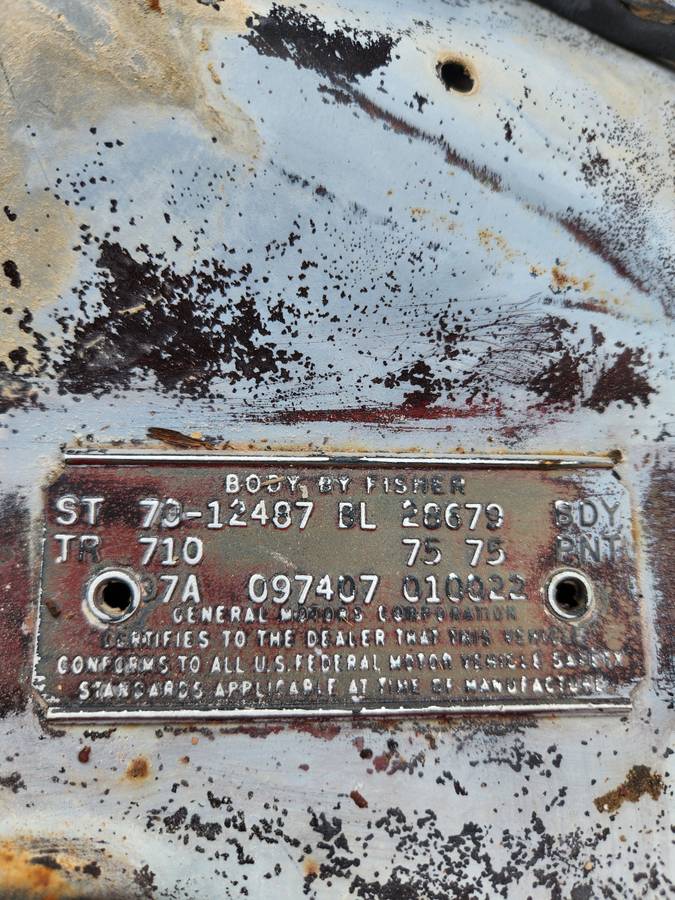 BODY BY FISHER
ST 70-12487 BL 28679 BDY
TR 710 75 75 PNT
07A 097407 010022
GENERAL MOTORS CORPORATION
CERTIFIES TO THE DEALER THAT THIS VEHICLE
CONFORMS TO ALL U.S. FEDERAL MOTOR VEHICLE SAFETY
STANDARDS APPLICABLE AT TIME OF MANUFACTURE